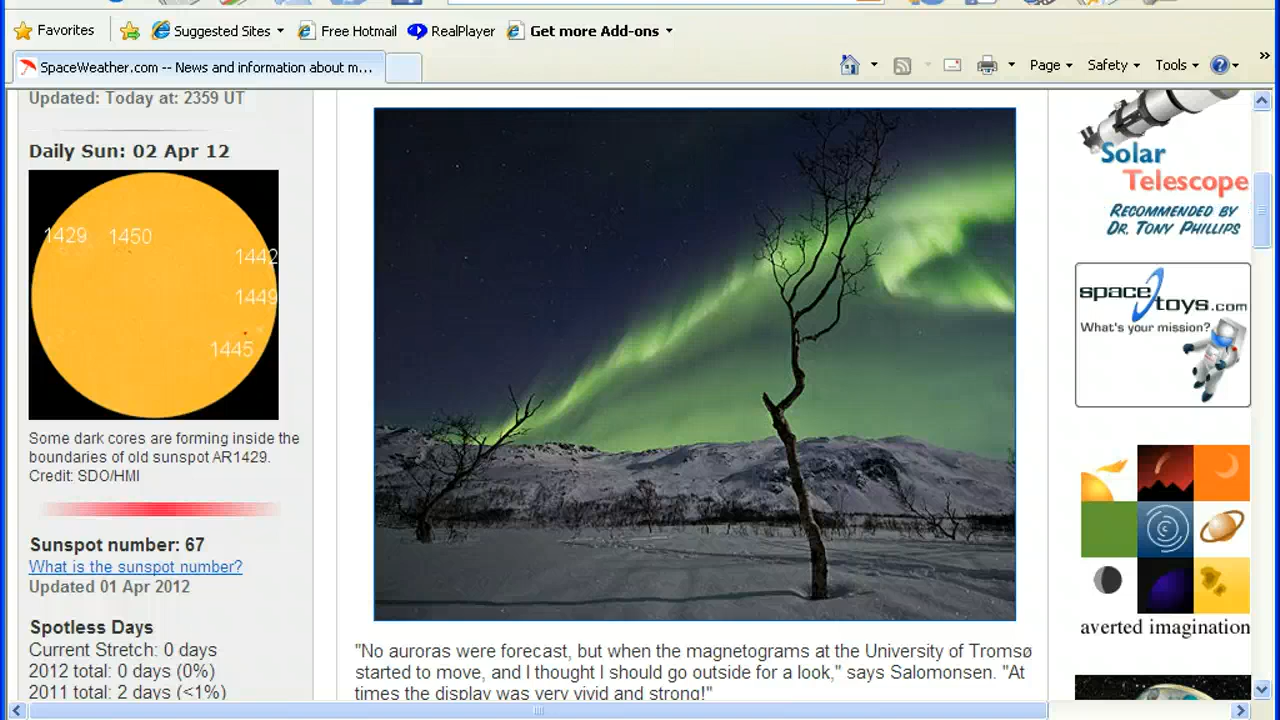 Favorites
Suggested Sites
Free Hotmail
RealPlayer
Get more Add-ons
SpaceWeather.com -- News and information about m...
Page
Safety
Tools
Updated: Today at: 2359 UT
Daily Sun: 02 Apr 12
1429
1450
1442
1449
1445
Some dark cores are forming inside the
boundaries of old sunspot AR1429.
Credit: SDO/HMI
Sunspot number: 67
What is the sunspot number?
Updated 01 Apr 2012
Spotless Days
Current Stretch: 0 days
2012 total: 0 days (0%)
2011 total: 2 days (<1%)
"No auroras were forecast, but when the magnetograms at the University of Tromsø
started to move, and I thought I should go outside for a look," says Salomonsen. "At
times the display was very vivid and strong!"
Solar
Telescope
RECOMMENDED BY
DR. TONY PHILLIPS
space toys.com
What's your mission?
averted imagination